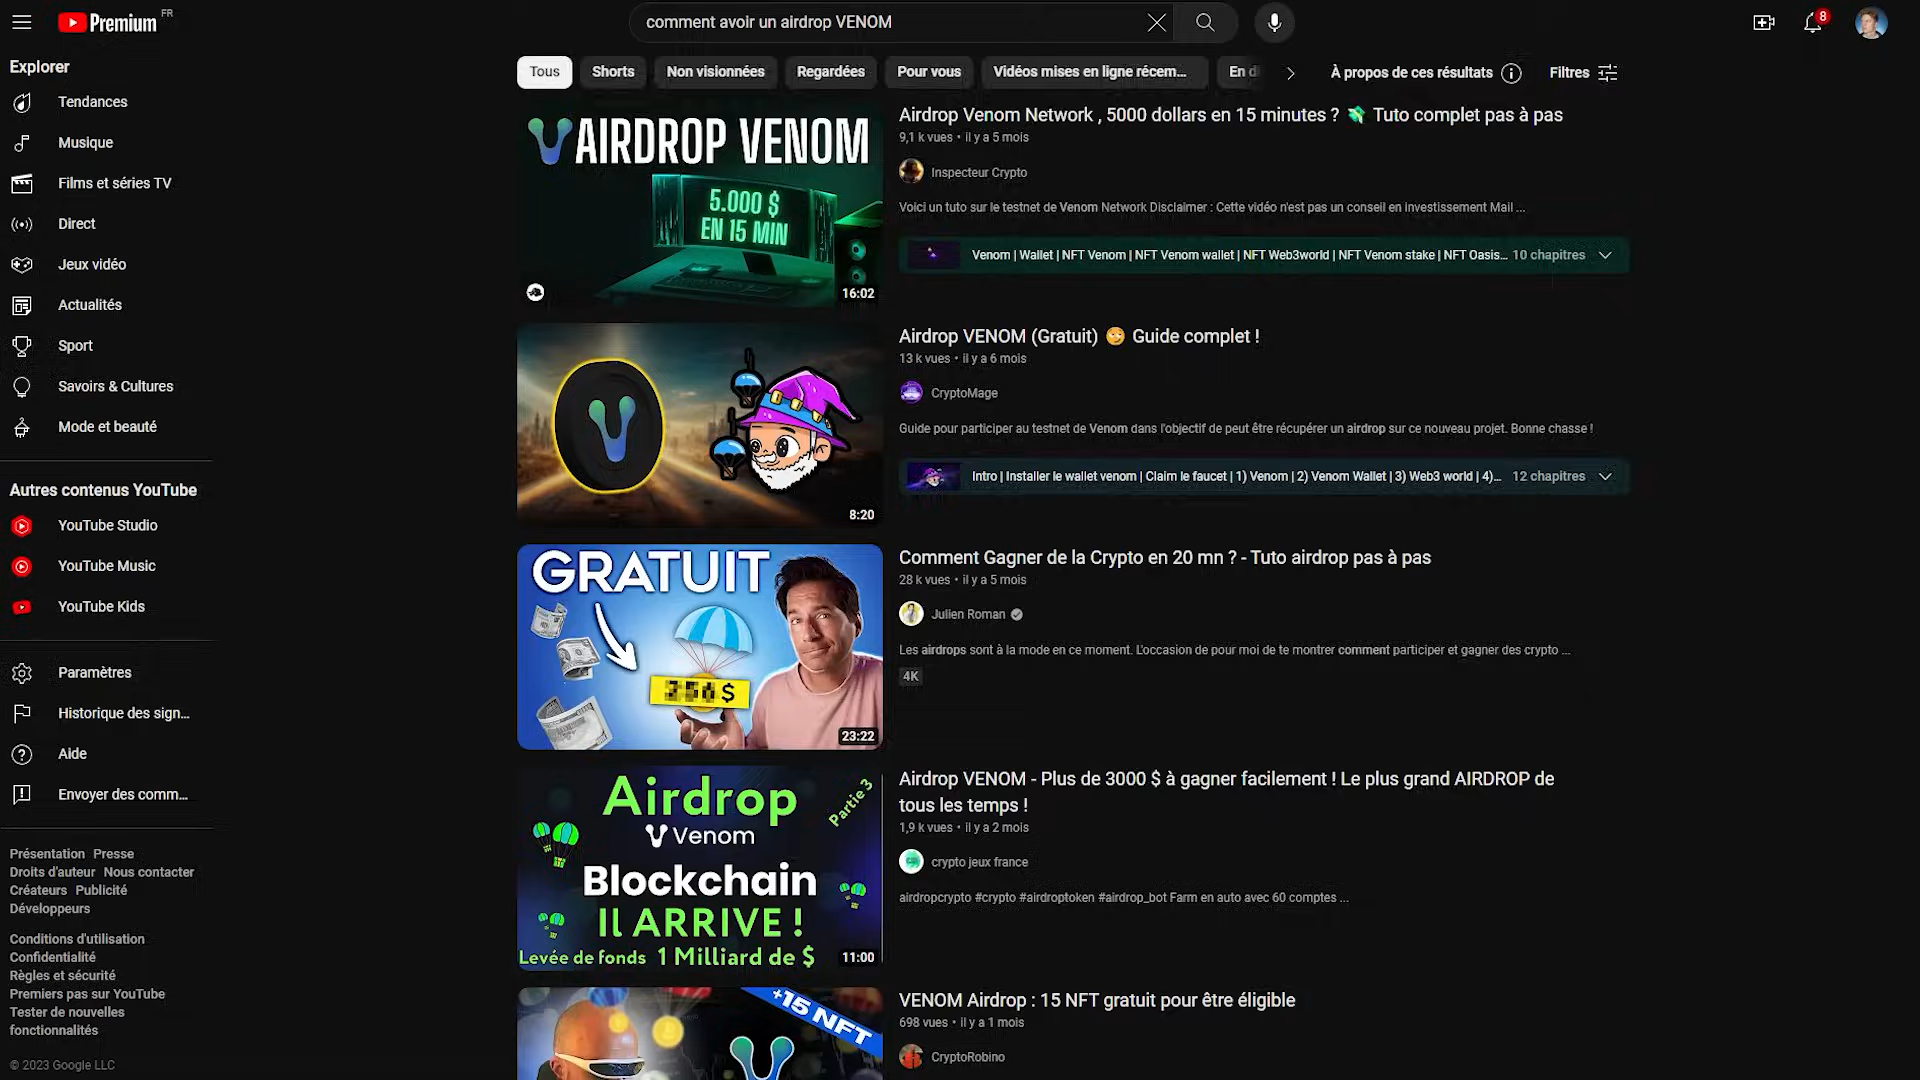 Premium FR
comment avoir un airdrop VENOM
8
Explorer
Tendances
Musique
Films et séries TV
Direct
Jeux vidéo
Actualités
Sport
Savoirs & Cultures
Mode et beauté
Autres contenus YouTube
YouTube Studio
YouTube Music
YouTube Kids
Paramètres
Historique des sign...
Aide
Envoyer des comm...
Présentation Presse
Droits d'auteur Nous contacter
Créateurs Publicité
Développeurs
Conditions d'utilisation
Confidentialité
Règles et sécurité
Premiers pas sur YouTube
Tester de nouvelles
fonctionnalités
© 2023 Google LLC
Tous Shorts Non visionnées Regardées Pour vous Vidéos mises en ligne récem... En d
À propos de ces résultats Filtres
AIRDROP VENOM
5.000 $
EN 15 MIN
16:02
Airdrop Venom Network , 5000 dollars en 15 minutes ? 💸 Tuto complet pas à pas
9,1 k vues • il y a 5 mois
Inspecteur Crypto
Voici un tuto sur le testnet de Venom Network Disclaimer : Cette vidéo n'est pas un conseil en investissement Mail ...
Venom | Wallet | NFT Venom | NFT Venom wallet | NFT Web3world | NFT Venom stake | NFT Oasis... 10 chapitres
8:20
Airdrop VENOM (Gratuit) 🤔 Guide complet !
13 k vues • il y a 6 mois
CryptoMage
Guide pour participer au testnet de Venom dans l'objectif de peut être récupérer un airdrop sur ce nouveau projet. Bonne chasse !
Intro | Installer le wallet venom | Claim le faucet | 1) Venom | 2) Venom Wallet | 3) Web3 world | 4)... 12 chapitres
GRATUIT
$
23:22
Comment Gagner de la Crypto en 20 mn ? - Tuto airdrop pas à pas
28 k vues • il y a 5 mois
Julien Roman
Les airdrops sont à la mode en ce moment. L'occasion de pour moi de te montrer comment participer et gagner des crypto ...
4K
Airdrop
Partie 3
Venom
Blockchain
Il ARRIVE !
Levée de fonds 1 Milliard de $
11:00
Airdrop VENOM - Plus de 3000 $ à gagner facilement ! Le plus grand AIRDROP de
tous les temps !
1,9 k vues • il y a 2 mois
crypto jeux france
airdropcrypto #crypto #airdroptoken #airdrop_bot Farm en auto avec 60 comptes ...
+15 NFT
VENOM Airdrop : 15 NFT gratuit pour être éligible
698 vues • il y a 1 mois
CryptoRobino